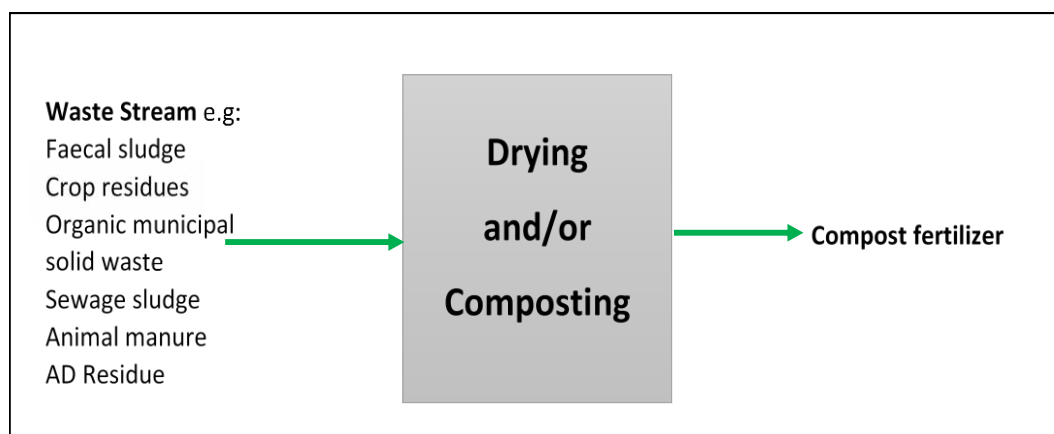 Waste Stream e.g:
Faecal sludge
Crop residues
Organic municipal
solid waste
Sewage sludge
Animal manure
AD Residue
Drying
and/or
Composting
Compost fertilizer